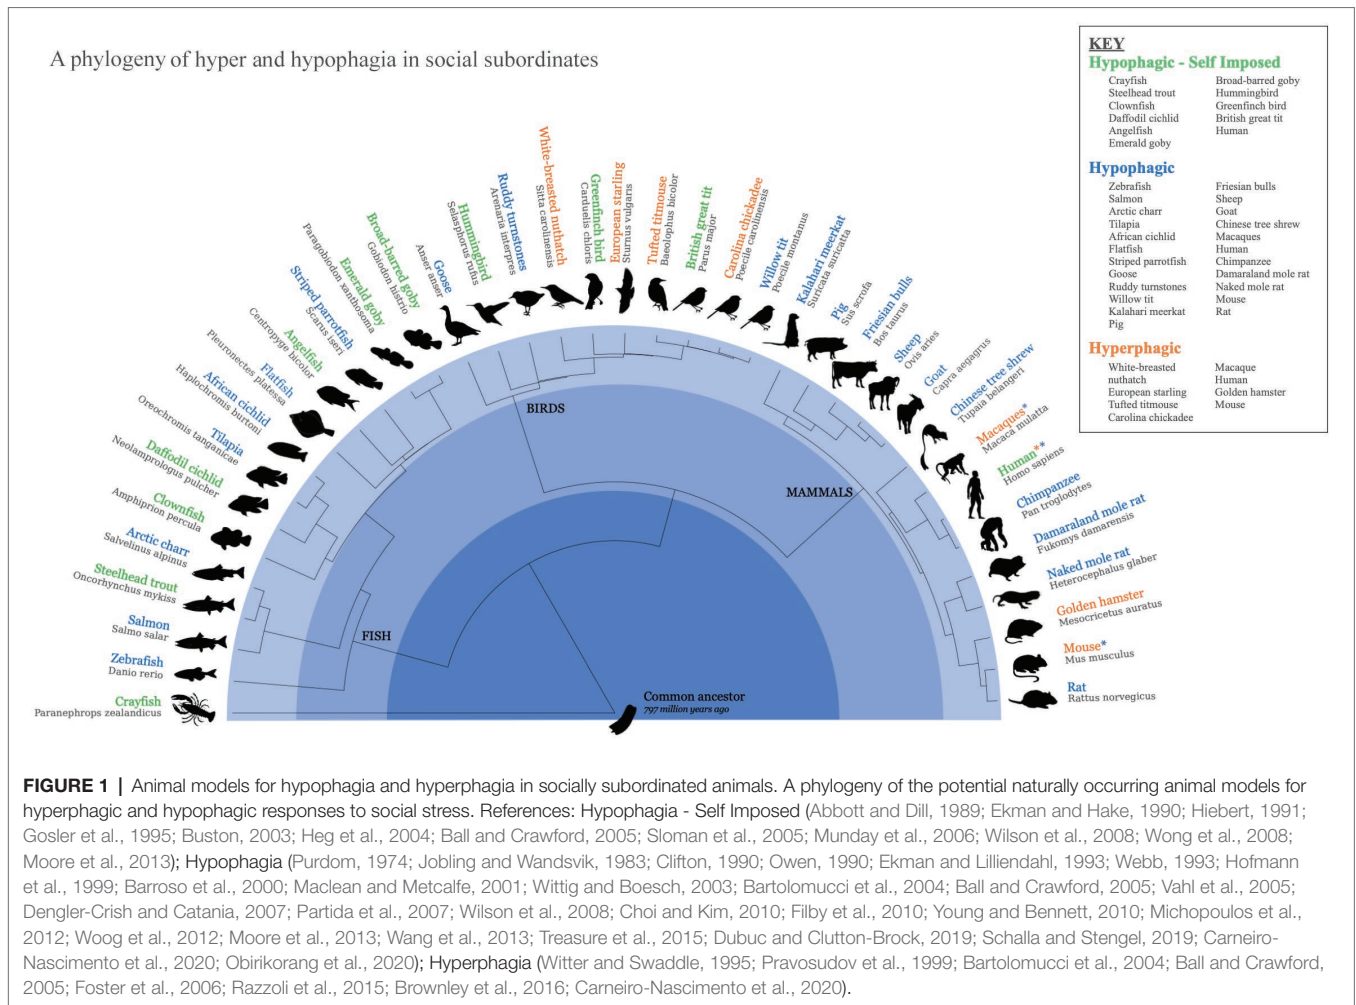 A phylogeny of hyper and hypophagia in social subordinates
KEY
Hypophagic - Self Imposed
Crayfish
Steelhead trout
Clownfish
Daffodil cichlid
Angelfish
Emerald goby
Broad-barred goby
Hummingbird
Greenfinch bird
British great tit
Human
Hypophagic
Zebrafish
Salmon
Arctic charr
Tilapia
African cichlid
Flatfish
Striped parrotfish
Goose
Ruddy turnstones
Willow tit
Kalahari meerkat
Pig
Friesian bulls
Sheep
Goat
Chinese tree shrew
Macaques
Human
Chimpanzee
Damaraland mole rat
Naked mole rat
Mouse
Rat
Hyperphagic
White-breasted
nuthatch
European starling
Tufted titmouse
Carolina chickadee
Macaque
Human
Golden hamster
Mouse
Crayfish
Paranephrops zealandicus
Zebrafish
Danio rerio
Salmon
Salmo salar
Steelhead trout
Oncorhynchus mykiss
Arctic charr
Salvelinus alpinus
Clownfish
Amphiprion percula
Daffodil cichlid
Neolamprologus pulcher
Tilapia
Oreochromis tanganicae
African cichlid
Haplochromis burtoni
Flatfish
Pleuronectes platessa
Angelfish
Centropyge bicolor
Striped parrotfish
Scarus iseri
Emerald goby
Paragobiodon xanthosoma
Broad-barred goby
Gobiodon histrio
Goose
Anser anser
Hummingbird
Selasphorus rufus
Ruddy turnstones
Arenaria interpres
White-breasted nuthatch
Sitta carolinensis
Greenfinch bird
Carduelis chloris
European starling
Sturnus vulgaris
Tufted titmouse
Baeolophus bicolor
British great tit
Parus major
Carolina chickadee
Poecile carolinensis
Willow tit
Poecile montanus
Kalahari meerkat
Suricata suricatta
Pig
Sus scrofa
Friesian bulls
Bos taurus
Sheep
Ovis aries
Goat
Capra aegagrus
Chinese tree shrew
Tupaia belangeri
Macaques*
Macaca mulatta
Human**
Homo sapiens
Chimpanzee
Pan troglodytes
Damaraland mole rat
Fukomys damarensis
Naked mole rat
Heterocephalus glaber
Golden hamster
Mesocricetus auratus
Mouse*
Mus musculus
Rat
Rattus norvegicus
BIRDS
MAMMALS
FISH
Common ancestor
797 million years ago
FIGURE 1 | Animal models for hypophagia and hyperphagia in socially subordinated animals. A phylogeny of the potential naturally occurring animal models for
hyperphagic and hypophagic responses to social stress. References: Hypophagia - Self Imposed (Abbott and Dill, 1989; Ekman and Hake, 1990; Hiebert, 1991;
Gosler et al., 1995; Buston, 2003; Heg et al., 2004; Ball and Crawford, 2005; Sloman et al., 2005; Munday et al., 2006; Wilson et al., 2008; Wong et al., 2008;
Moore et al., 2013); Hypophagia (Purdom, 1974; Jobling and Wandsvik, 1983; Clifton, 1990; Owen, 1990; Ekman and Lilliendahl, 1993; Webb, 1993; Hofmann
et al., 1999; Barroso et al., 2000; Maclean and Metcalfe, 2001; Wittig and Boesch, 2003; Bartolomucci et al., 2004; Ball and Crawford, 2005; Vahl et al., 2005;
Dengler-Crish and Catania, 2007; Partida et al., 2007; Wilson et al., 2008; Choi and Kim, 2010; Filby et al., 2010; Young and Bennett, 2010; Michopoulos et al.,
2012; Woog et al., 2012; Moore et al., 2013; Wang et al., 2013; Treasure et al., 2015; Dubuc and Clutton-Brock, 2019; Schalla and Stengel, 2019; Carneiro-
Nascimento et al., 2020; Obirikorang et al., 2020); Hyperphagia (Witter and Swaddle, 1995; Pravosudov et al., 1999; Bartolomucci et al., 2004; Ball and Crawford,
2005; Foster et al., 2006; Razzoli et al., 2015; Brownley et al., 2016; Carneiro-Nascimento et al., 2020).